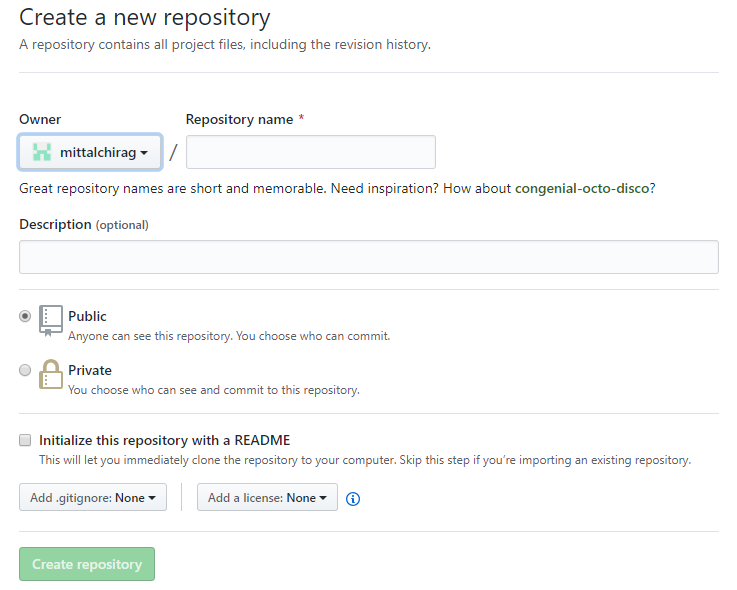 Create a new repository
A repository contains all project files, including the revision history.
Owner
Repository name *
mittalchirag
/
Great repository names are short and memorable. Need inspiration? How about congenial-octo-disco?
Description (optional)
Public
Anyone can see this repository. You choose who can commit.
Private
You choose who can see and commit to this repository.
Initialize this repository with a README
This will let you immediately clone the repository to your computer. Skip this step if you’re importing an existing repository.
Add .gitignore: None
Add a license: None
Create repository